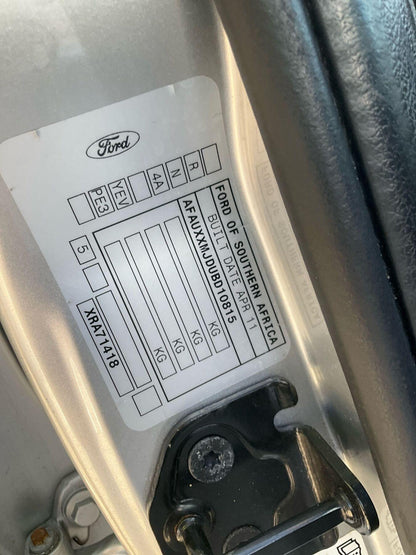 Ford
FORD OF SOUTHERN AFRICA
BUILT DATE APR 11
AFAUXXMJDUBD10815
KG
KG
KG
KG
R
N
4A
YEV
PE3
5
XRA71418